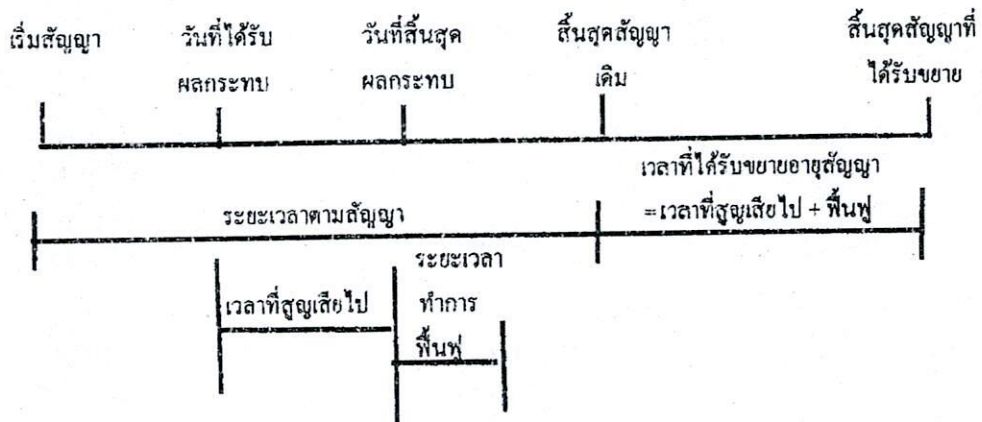 เริ่มสัญญา
วันที่ได้รับ
ผลกระทบ
วันที่สิ้นสุด
ผลกระทบ
สิ้นสุดสัญญา
เดิม
สิ้นสุดสัญญาที่
ได้รับขยาย
เวลาที่ได้รับขยายอายุสัญญา
=เวลาที่สูญเสียไป + ฟื้นฟู
ระยะเวลาตามสัญญา
เวลาที่สูญเสียไป
ระยะเวลา
ทำการ
ฟื้นฟู